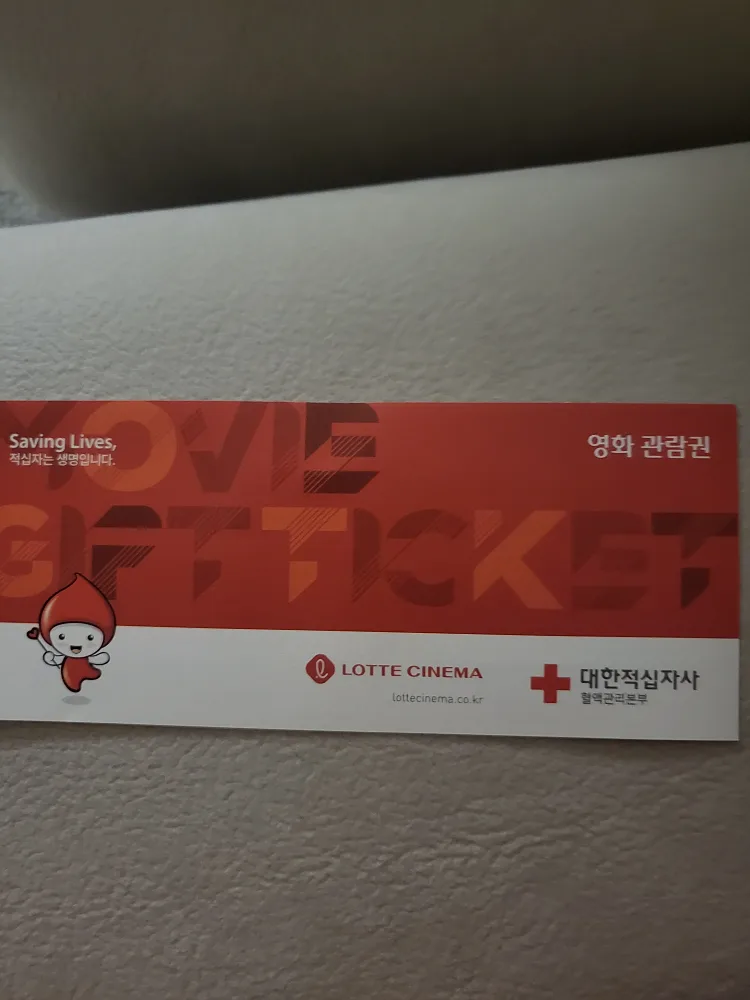 Saving Lives,
적십자는 생명입니다.
영화 관람권
MOVIE
GIFT TICKET
LOTTE CINEMA
lottecinema.co.kr
대한적십자사
혈액관리본부